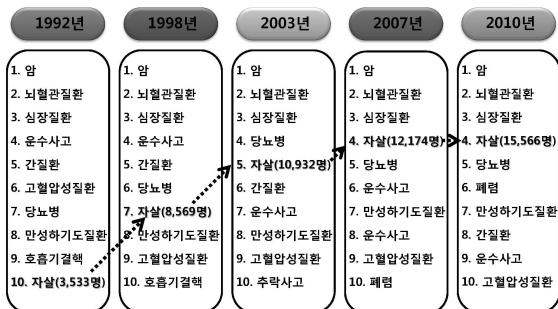 1992년
1. 암
2. 뇌혈관질환
3. 심장질환
4. 운수사고
5. 간질환
6. 고혈압성질환
7. 당뇨병
8. 만성하기도질환
9. 호흡기결핵
10. 자살(3,533명)
1998년
1. 암
2. 뇌혈관질환
3. 심장질환
4. 운수사고
5. 간질환
6. 당뇨병
7. 자살(8,569명)
8. 만성하기도질환
9. 고혈압성질환
10. 호흡기결핵
2003년
1. 암
2. 뇌혈관질환
3. 심장질환
4. 당뇨병
5. 자살(10,932명)
6. 간질환
7. 운수사고
8. 만성하기도질환
9. 고혈압성질환
10. 추락사고
2007년
1. 암
2. 뇌혈관질환
3. 심장질환
4. 자살(12,174명)
5. 당뇨병
6. 운수사고
7. 만성하기도질환
8. 운수사고
9. 고혈압성질환
10. 폐렴
2010년
1. 암
2. 뇌혈관질환
3. 심장질환
4. 자살(15,566명)
5. 당뇨병
6. 폐렴
7. 만성하기도질환
8. 간질환
9. 운수사고
10. 고혈압성질환